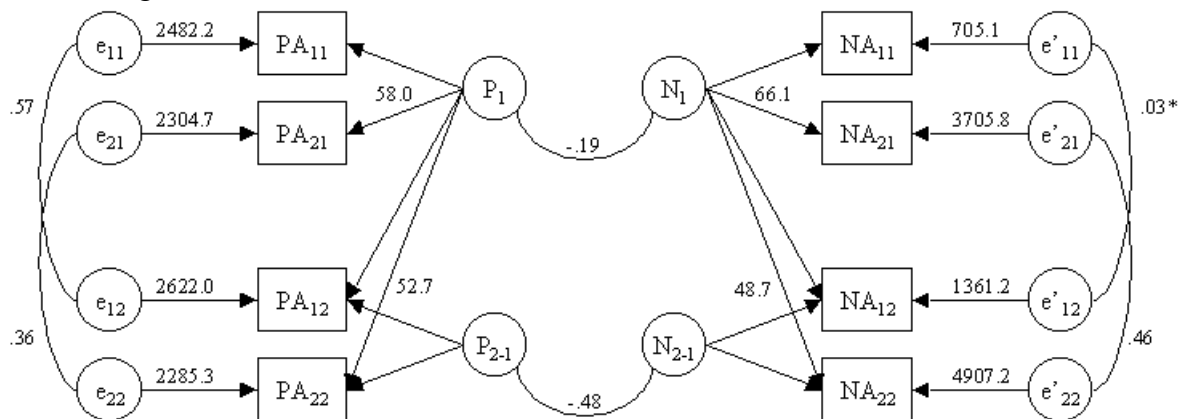 e11 2482.2 PA11 P1 N1 NA11 705.1 e'11
.57 58.0 66.1 .03*
e21 2304.7 PA21 -.19 NA21 3705.8 e'21
e12 2622.0 PA12 52.7 48.7 NA12 1361.2 e'12
.36 P2-1 N2-1 .46
e22 2285.3 PA22 -.48 NA22 4907.2 e'22